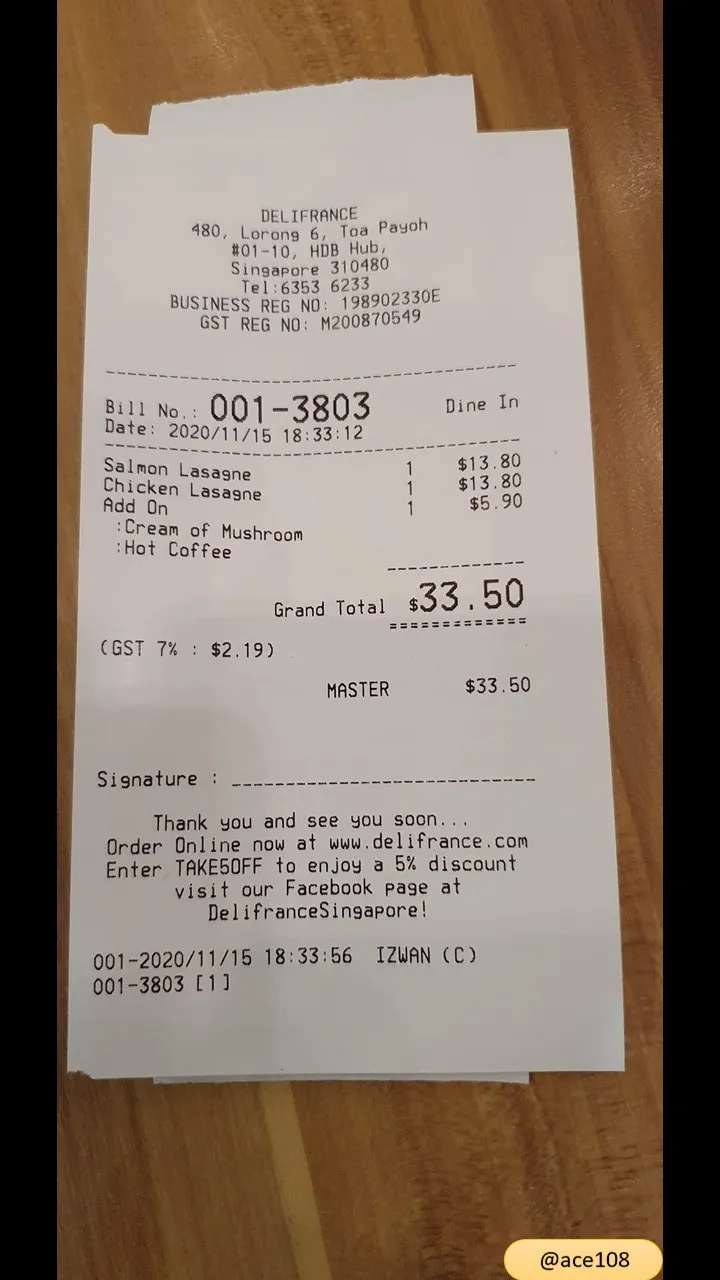 DELIFRANCE
480, Lorong 6, Toa Payoh
#01-10, HDB Hub,
Singapore 310480
Tel:6353 6233
BUSINESS REG NO: 198902330E
GST REG NO: M200870549
Bill No.: 001-3803 Dine In
Date: 2020/11/15 18:33:12
Salmon Lasagne 1 $13.80
Chicken Lasagne 1 $13.80
Add On 1 $5.90
:Cream of Mushroom
:Hot Coffee
Grand Total $33.50
(GST 7% : $2.19)
MASTER $33.50
Signature :
Thank you and see you soon...
Order Online now at www.delifrance.com
Enter TAKE5OFF to enjoy a 5% discount
visit our Facebook page at
DelifranceSingapore!
001-2020/11/15 18:33:56 IZWAN (C)
001-3803 [1]
@ace108